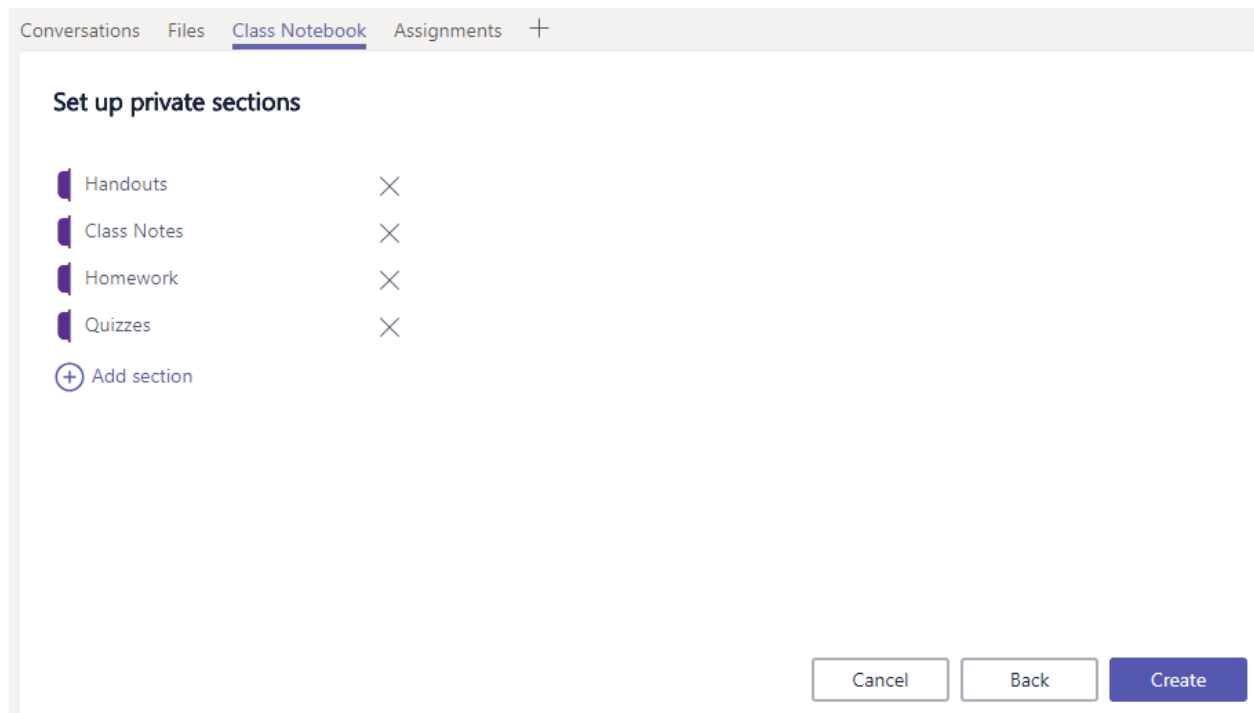 Conversations Files Class Notebook Assignments +
Set up private sections
Handouts
Class Notes
Homework
Quizzes
Add section
Cancel Back Create